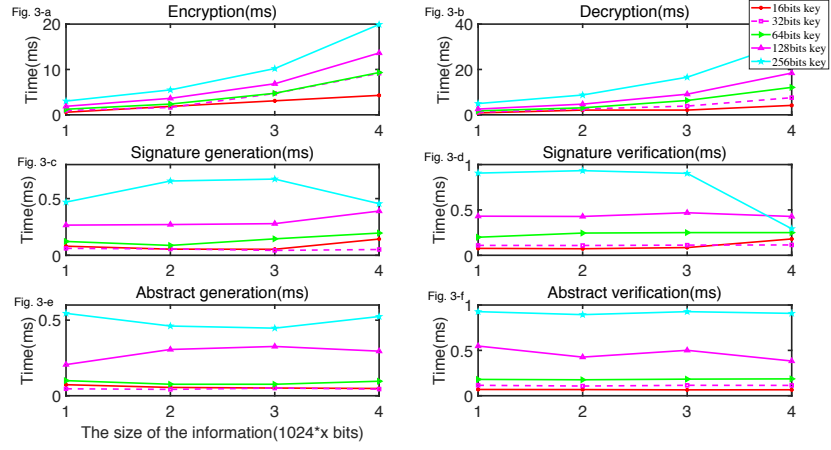 Fig. 3-a
Encryption(ms)
20
10
0
Time(ms)
1 2 3 4
Fig. 3-b
Decryption(ms)
40
20
0
Time(ms)
1 2 3 4
16bits key
32bits key
64bits key
128bits key
256bits key
Fig. 3-c
Signature generation(ms)
0.5
0
Time(ms)
1 2 3 4
Fig. 3-d
Signature verification(ms)
1
0.5
0
Time(ms)
1 2 3 4
Fig. 3-e
Abstract generation(ms)
0.5
0
Time(ms)
1 2 3 4
The size of the information(1024*x bits)
Fig. 3-f
Abstract verification(ms)
1
0.5
0
Time(ms)
1 2 3 4